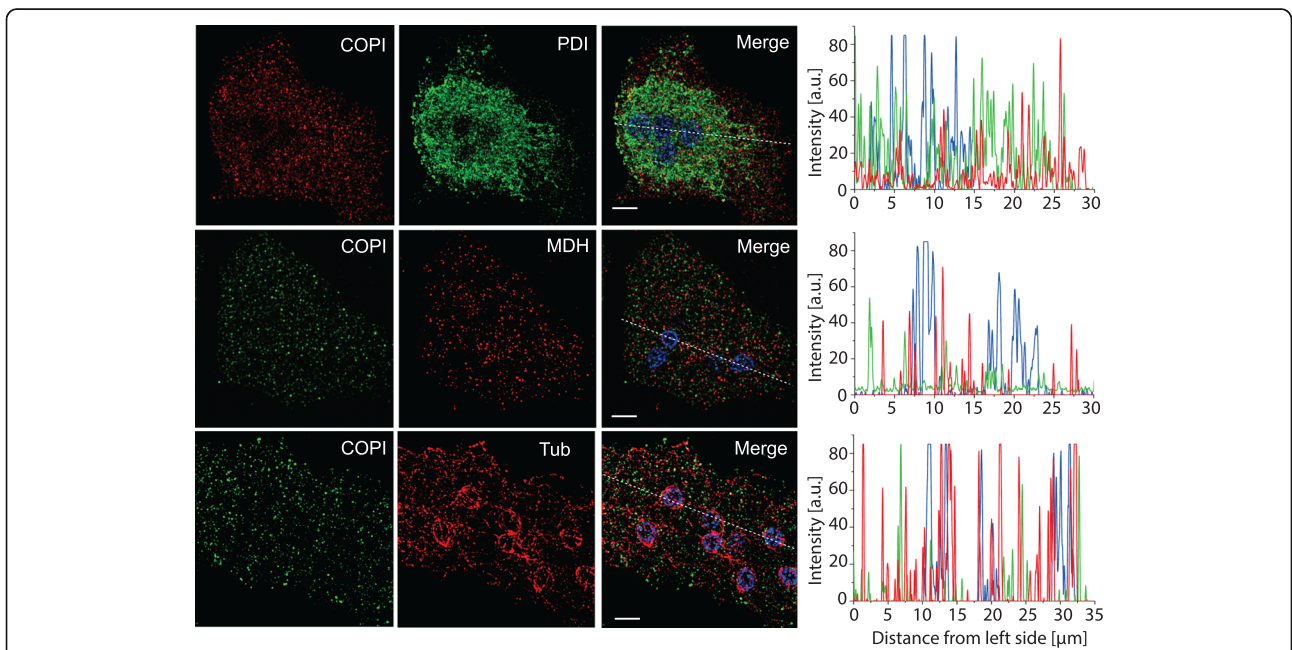 COPI
PDI
Merge
Intensity [a.u.]
80
60
40
20
0
0 5 10 15 20 25 30
COPI
MDH
Merge
Intensity [a.u.]
80
60
40
20
0
0 5 10 15 20 25 30
COPI
Tub
Merge
Intensity [a.u.]
80
60
40
20
0
0 5 10 15 20 25 30 35
Distance from left side [µm]